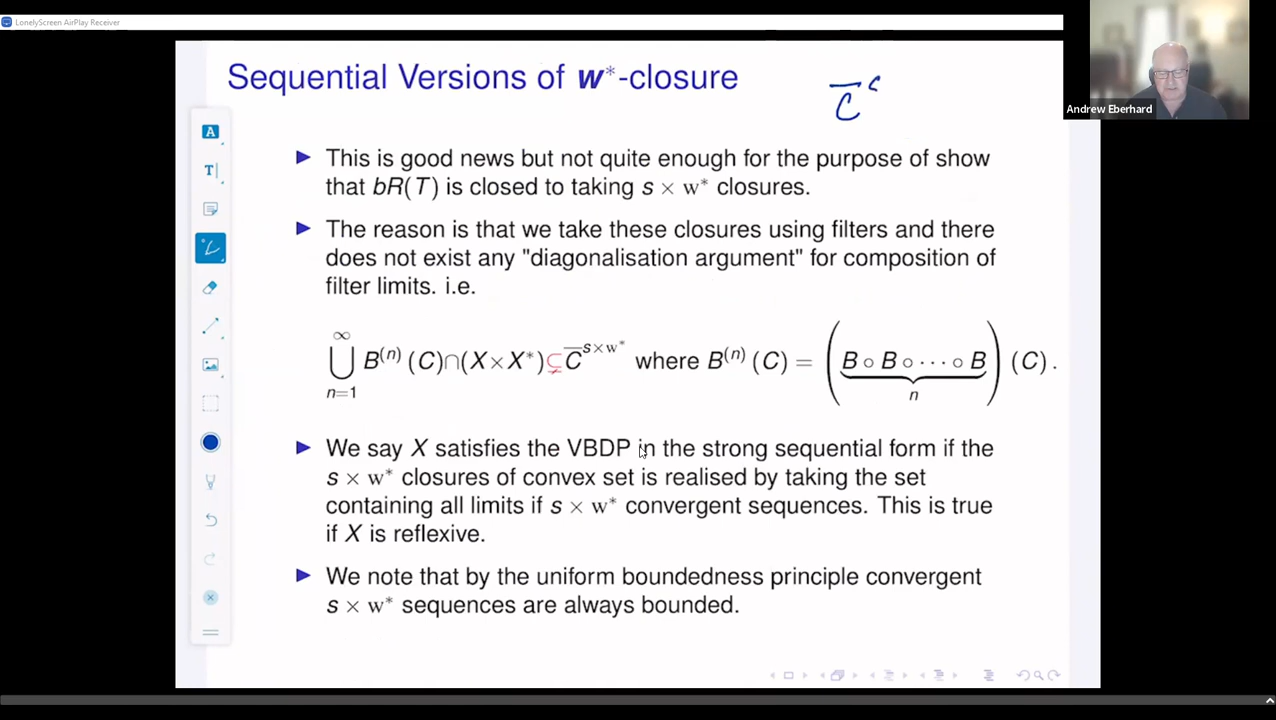 LonelyScreen AirPlay Receiver
Andrew Eberhard
Sequential Versions of w*-closure
C̅ c
▶ This is good news but not quite enough for the purpose of show
that bR(T) is closed to taking s × w* closures.
▶ The reason is that we take these closures using filters and there
does not exist any "diagonalisation argument" for composition of
filter limits. i.e.
⋃_{n=1}^{∞} B^{(n)} (C)∩(X×X*)⊊C̅^{s×w*} where B^{(n)} (C) = (B ∘ B ∘ ⋯ ∘ B)_{n} (C) .
▶ We say X satisfies the VBDP in the strong sequential form if the
s × w* closures of convex set is realised by taking the set
containing all limits if s × w* convergent sequences. This is true
if X is reflexive.
▶ We note that by the uniform boundedness principle convergent
s × w* sequences are always bounded.